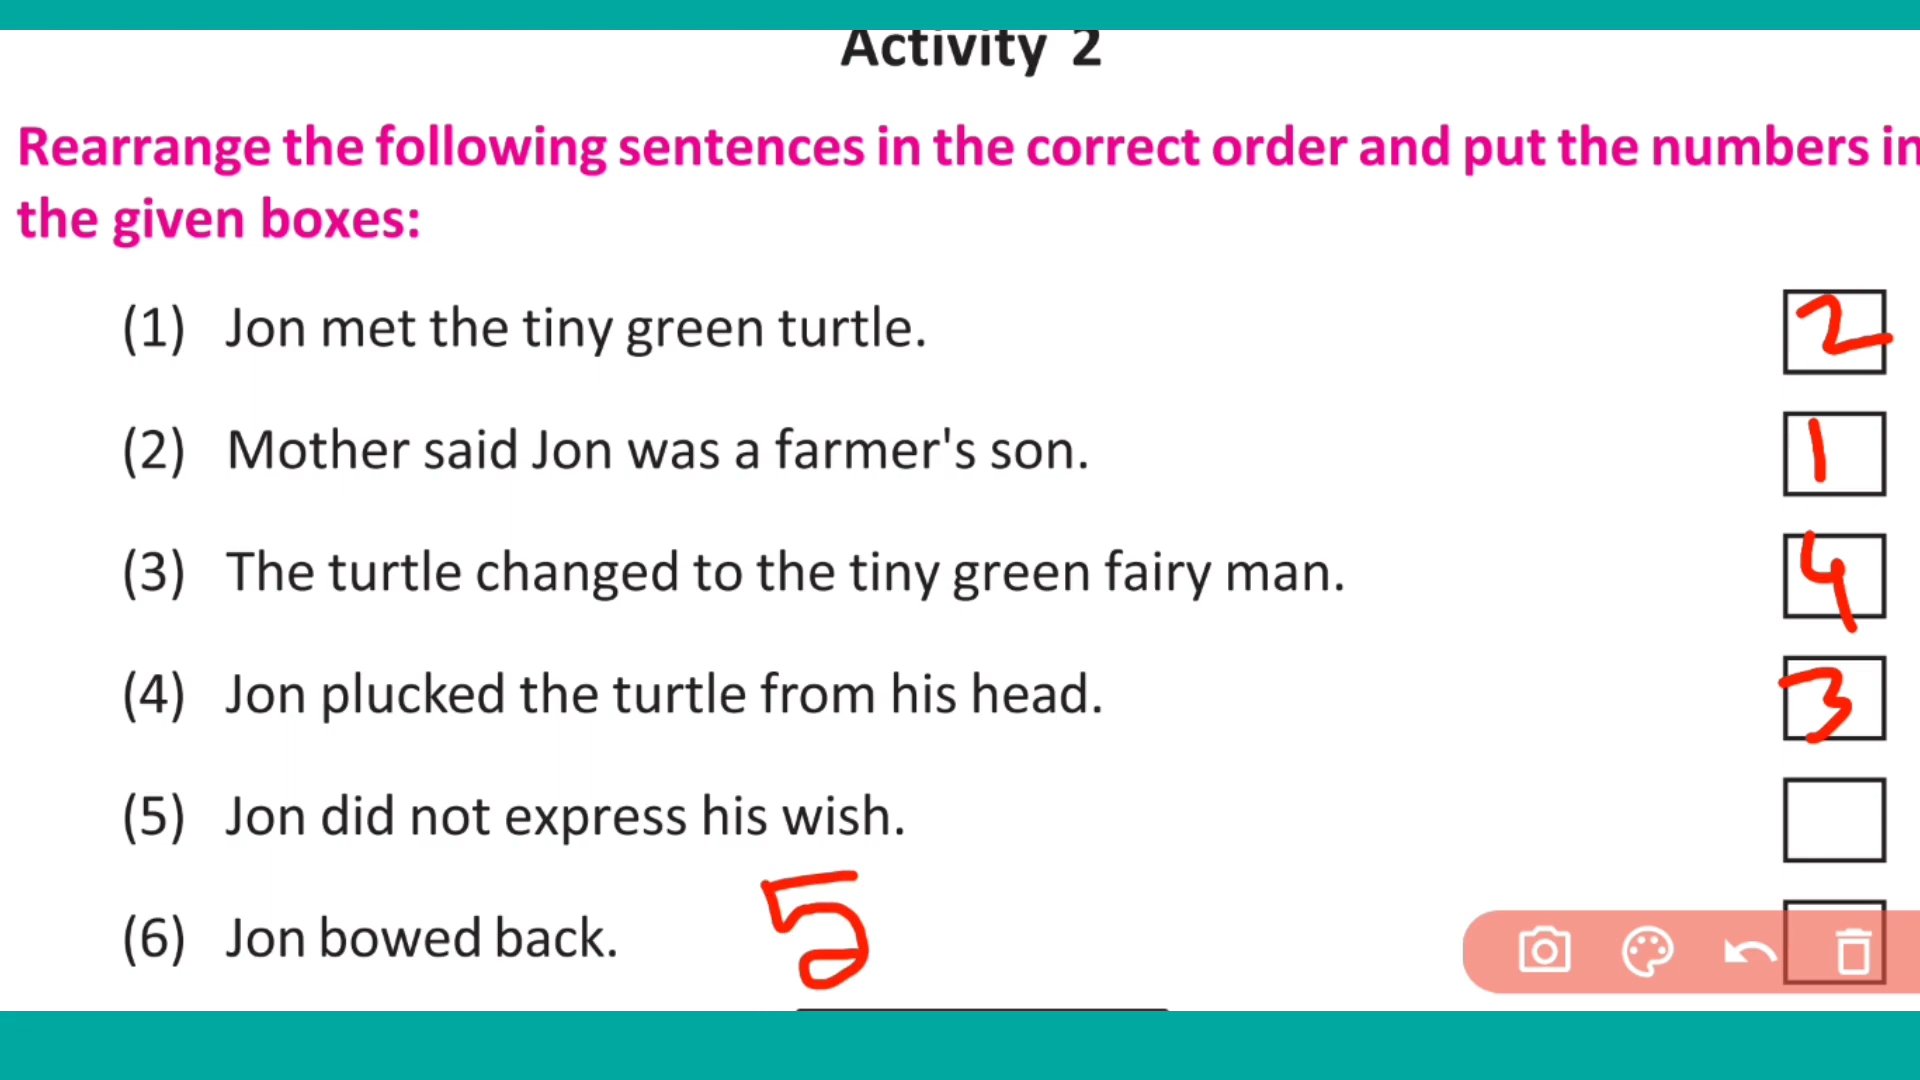 Activity 2
Rearrange the following sentences in the correct order and put the numbers in
the given boxes:
(1) Jon met the tiny green turtle. 2
(2) Mother said Jon was a farmer's son. 1
(3) The turtle changed to the tiny green fairy man. 4
(4) Jon plucked the turtle from his head. 3
(5) Jon did not express his wish.
(6) Jon bowed back. 5